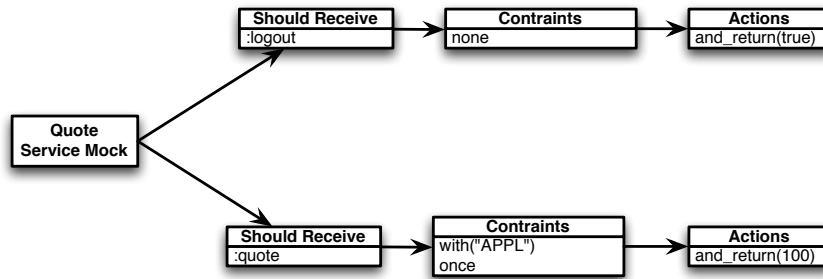 Should Receive
:logout
Contraints
none
Actions
and_return(true)
Quote
Service Mock
Should Receive
:quote
Contraints
with("APPL")
once
Actions
and_return(100)